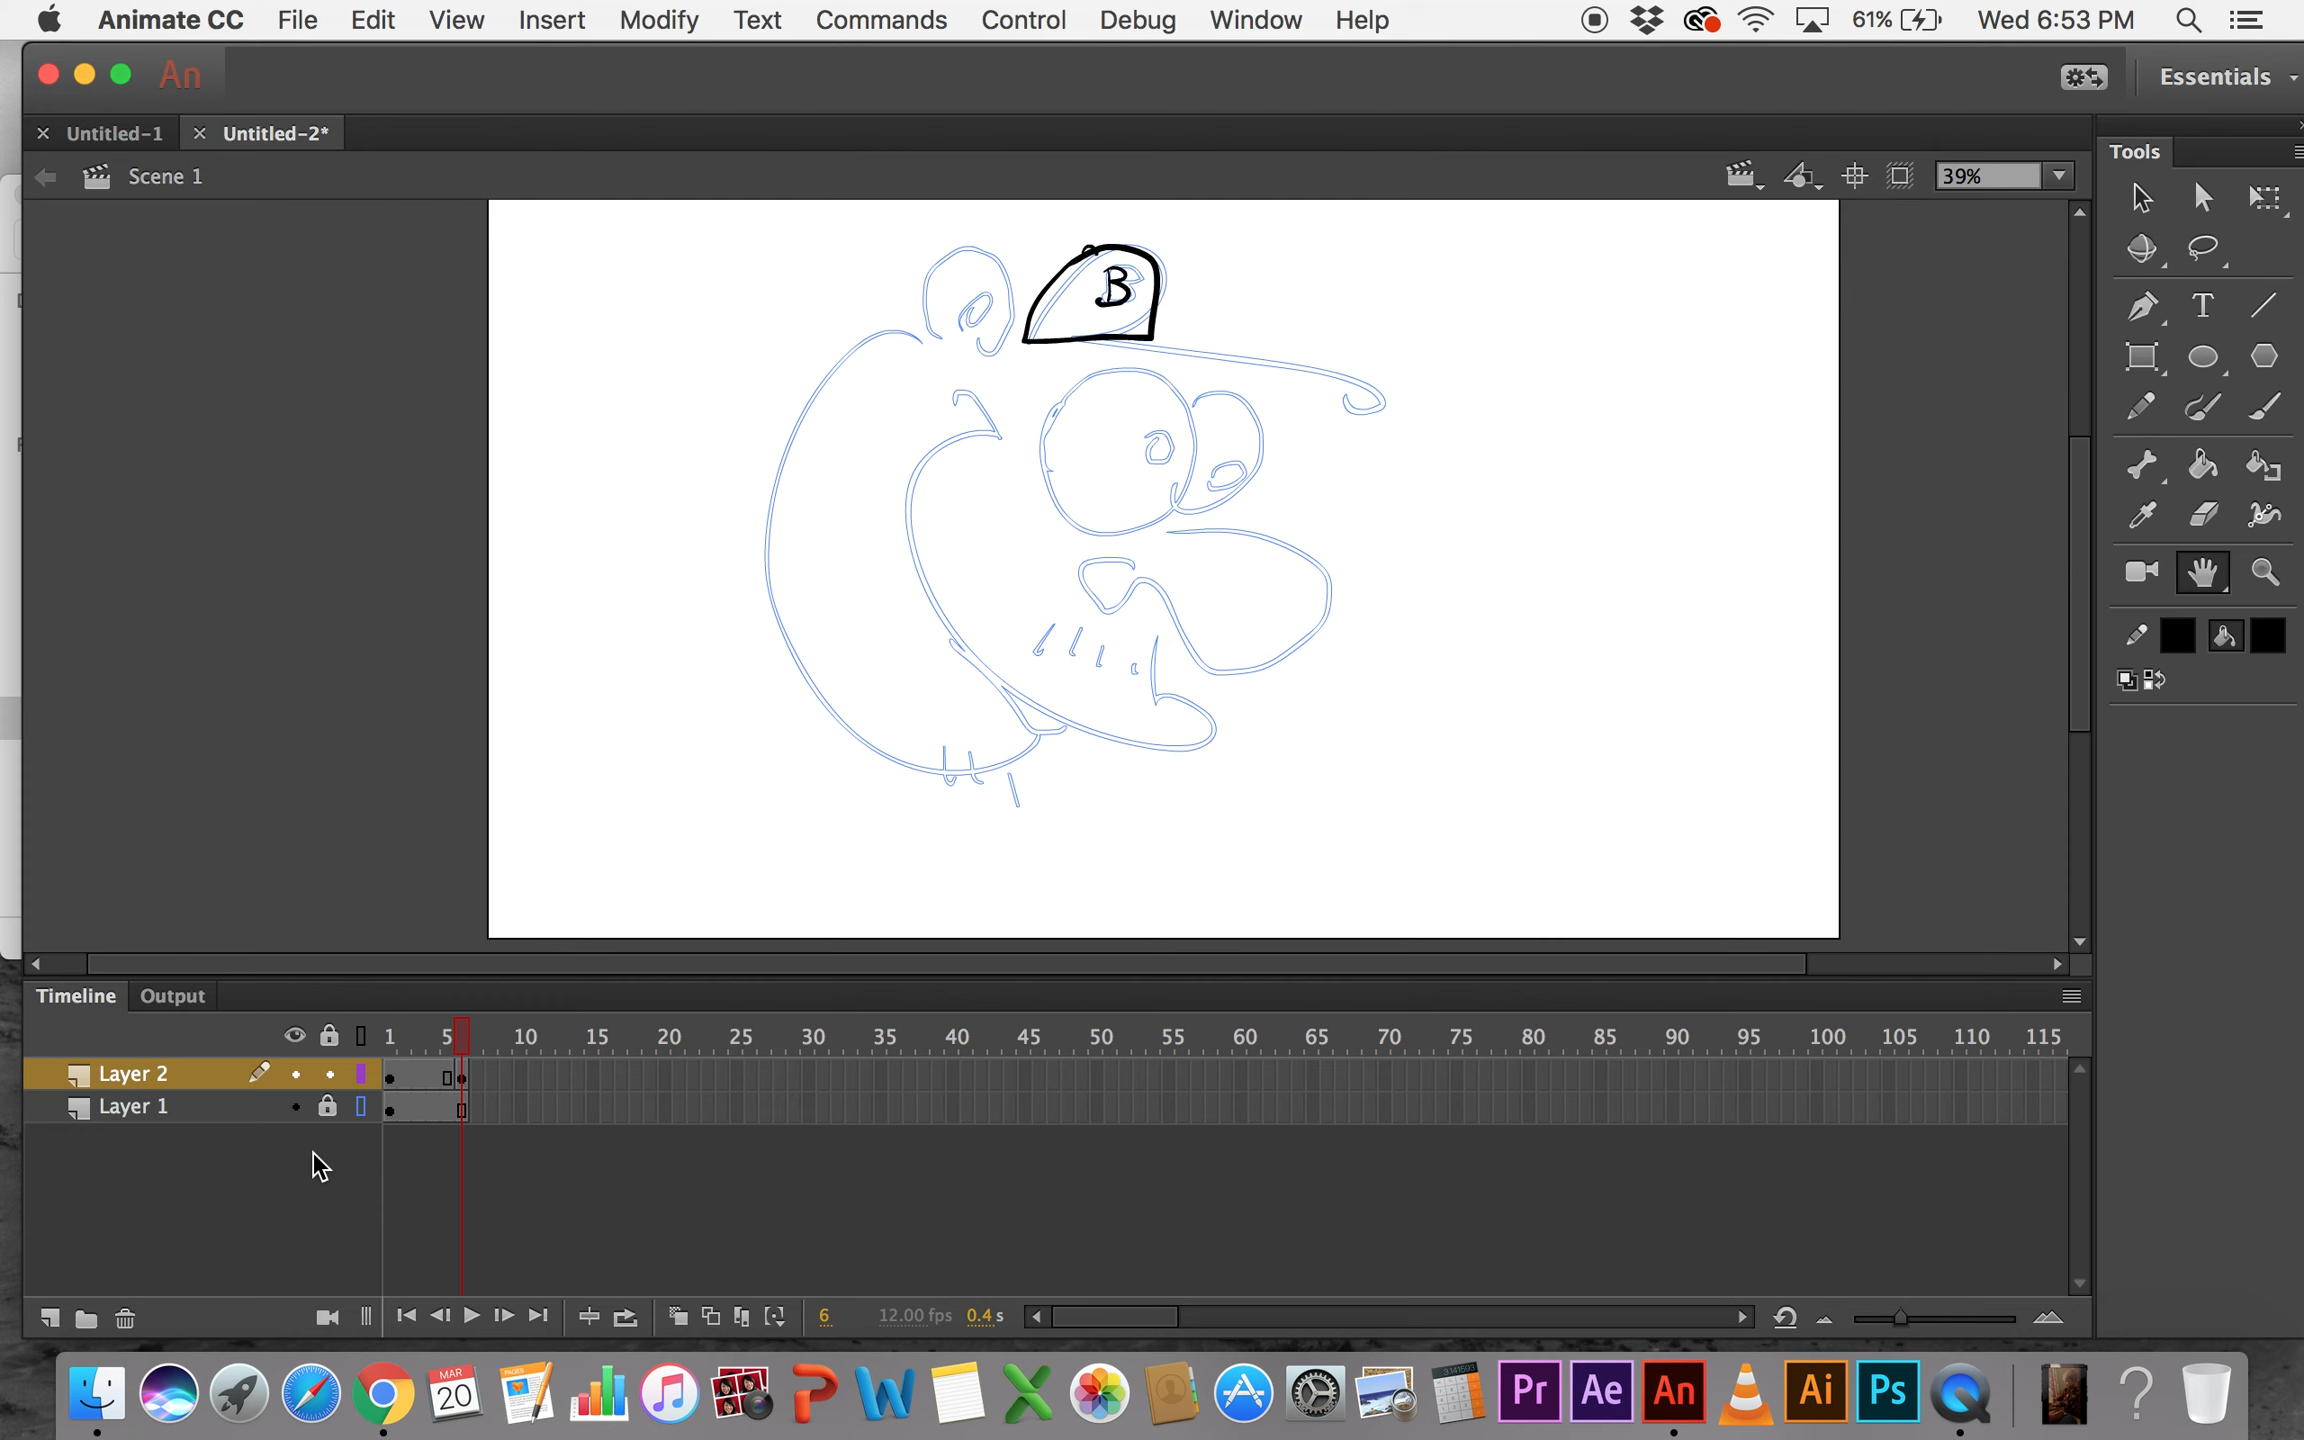 Animate CC File Edit View Insert Modify Text Commands Control Debug Window Help 61% Wed 6:53 PM
An Essentials
Untitled-1 Untitled-2*
Tools
Scene 1 39%
B
T
Timeline Output
1 5 10 15 20 25 30 35 40 45 50 55 60 65 70 75 80 85 90 95 100 105 110 115
Layer 2
Layer 1
6 12.00 fps 0.4 s
MAR
20
PAGES
3.141593
Pr Ae An Ai Ps